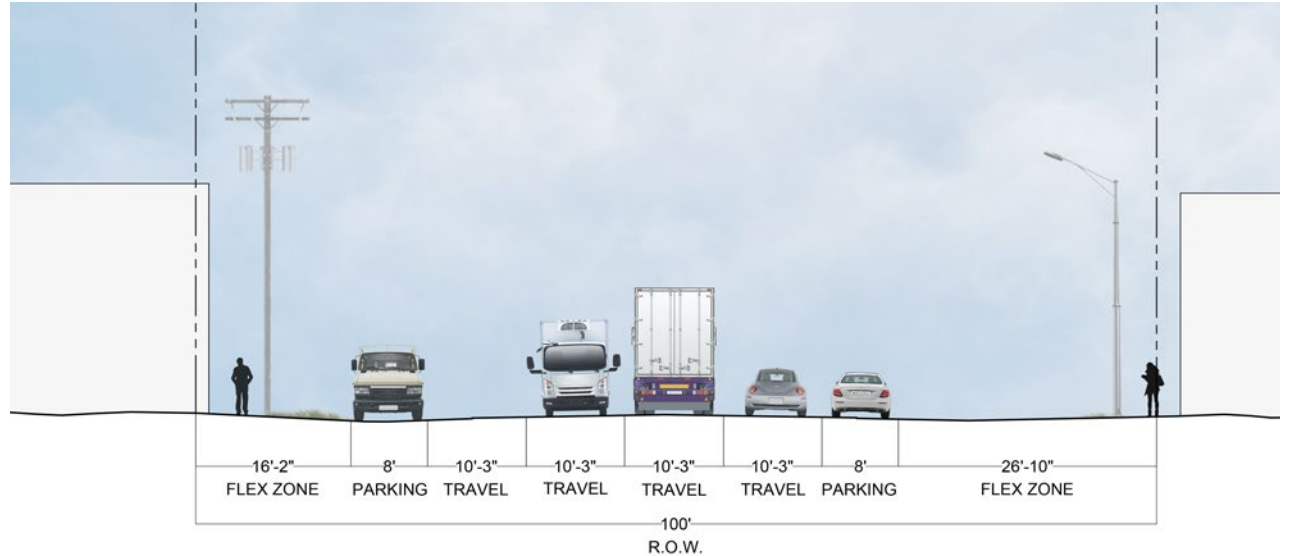 16'-2" 8' 10'-3" 10'-3" 10'-3" 10'-3" 8' 26'-10"
FLEX ZONE PARKING TRAVEL TRAVEL TRAVEL TRAVEL PARKING FLEX ZONE
100'
R.O.W.